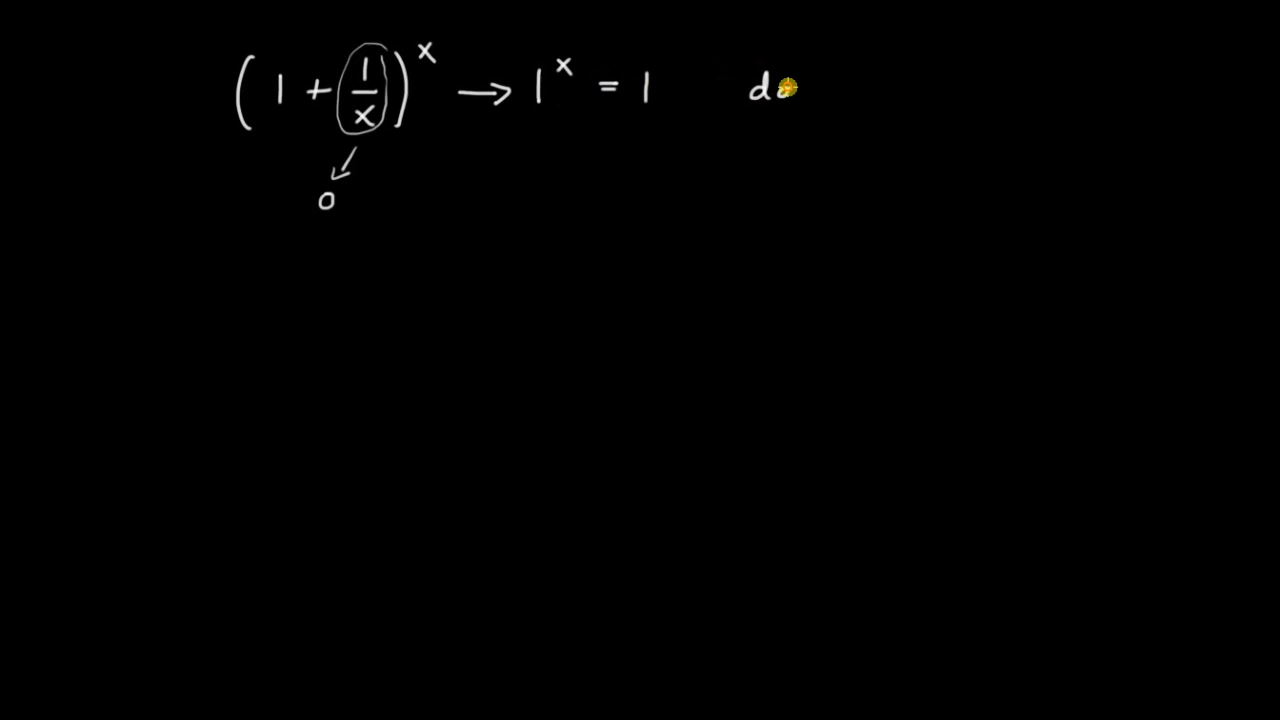 (1 + 1/x)^x → 1^x = 1
0